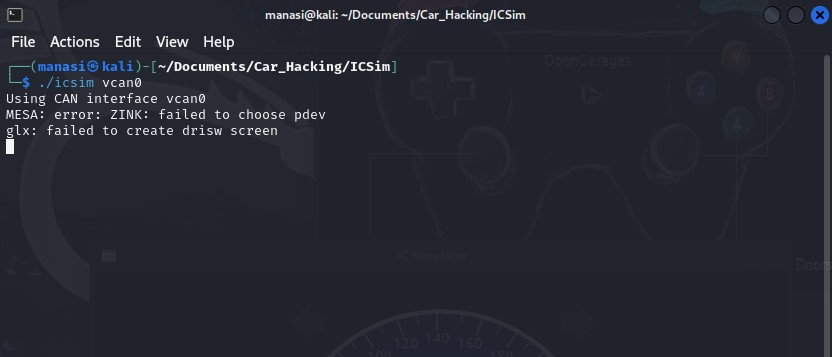 manasi@kali: ~/Documents/Car_Hacking/ICSim
File Actions Edit View Help
┌──(manasi㉿kali)-[~/Documents/Car_Hacking/ICSim]
└─$ ./icsim vcan0
Using CAN interface vcan0
MESA: error: ZINK: failed to choose pdev
glx: failed to create drisw screen
OpenGarages
Y
X
B
A
IC Simulator
100 120 140 160